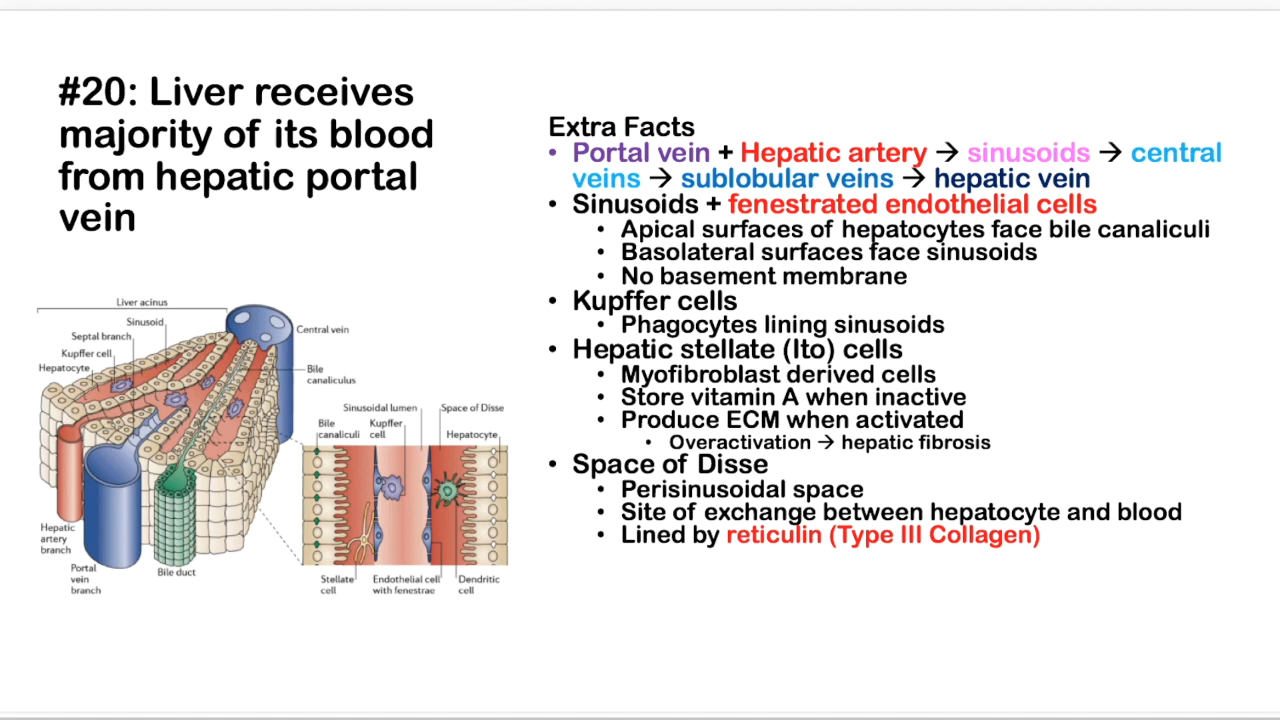 #20: Liver receives
majority of its blood
from hepatic portal
vein
Extra Facts
• Portal vein + Hepatic artery → sinusoids → central
veins → sublobular veins → hepatic vein
• Sinusoids + fenestrated endothelial cells
• Apical surfaces of hepatocytes face bile canaliculi
• Basolateral surfaces face sinusoids
• No basement membrane
• Kupffer cells
• Phagocytes lining sinusoids
• Hepatic stellate (Ito) cells
• Myofibroblast derived cells
• Store vitamin A when inactive
• Produce ECM when activated
• Overactivation → hepatic fibrosis
• Space of Disse
• Perisinusoidal space
• Site of exchange between hepatocyte and blood
• Lined by reticulin (Type III Collagen)
Liver acinus
Sinusoid
Septal branch
Kupffer cell
Hepatocyte
Central vein
Bile
canaliculus
Hepatic
artery
branch
Portal
vein
branch
Bile duct
Sinusoidal lumen
Space of Disse
Bile
canaliculi
Kupffer
cell
Hepatocyte
Stellate
cell
Endothelial cell
with fenestrae
Dendritic
cell